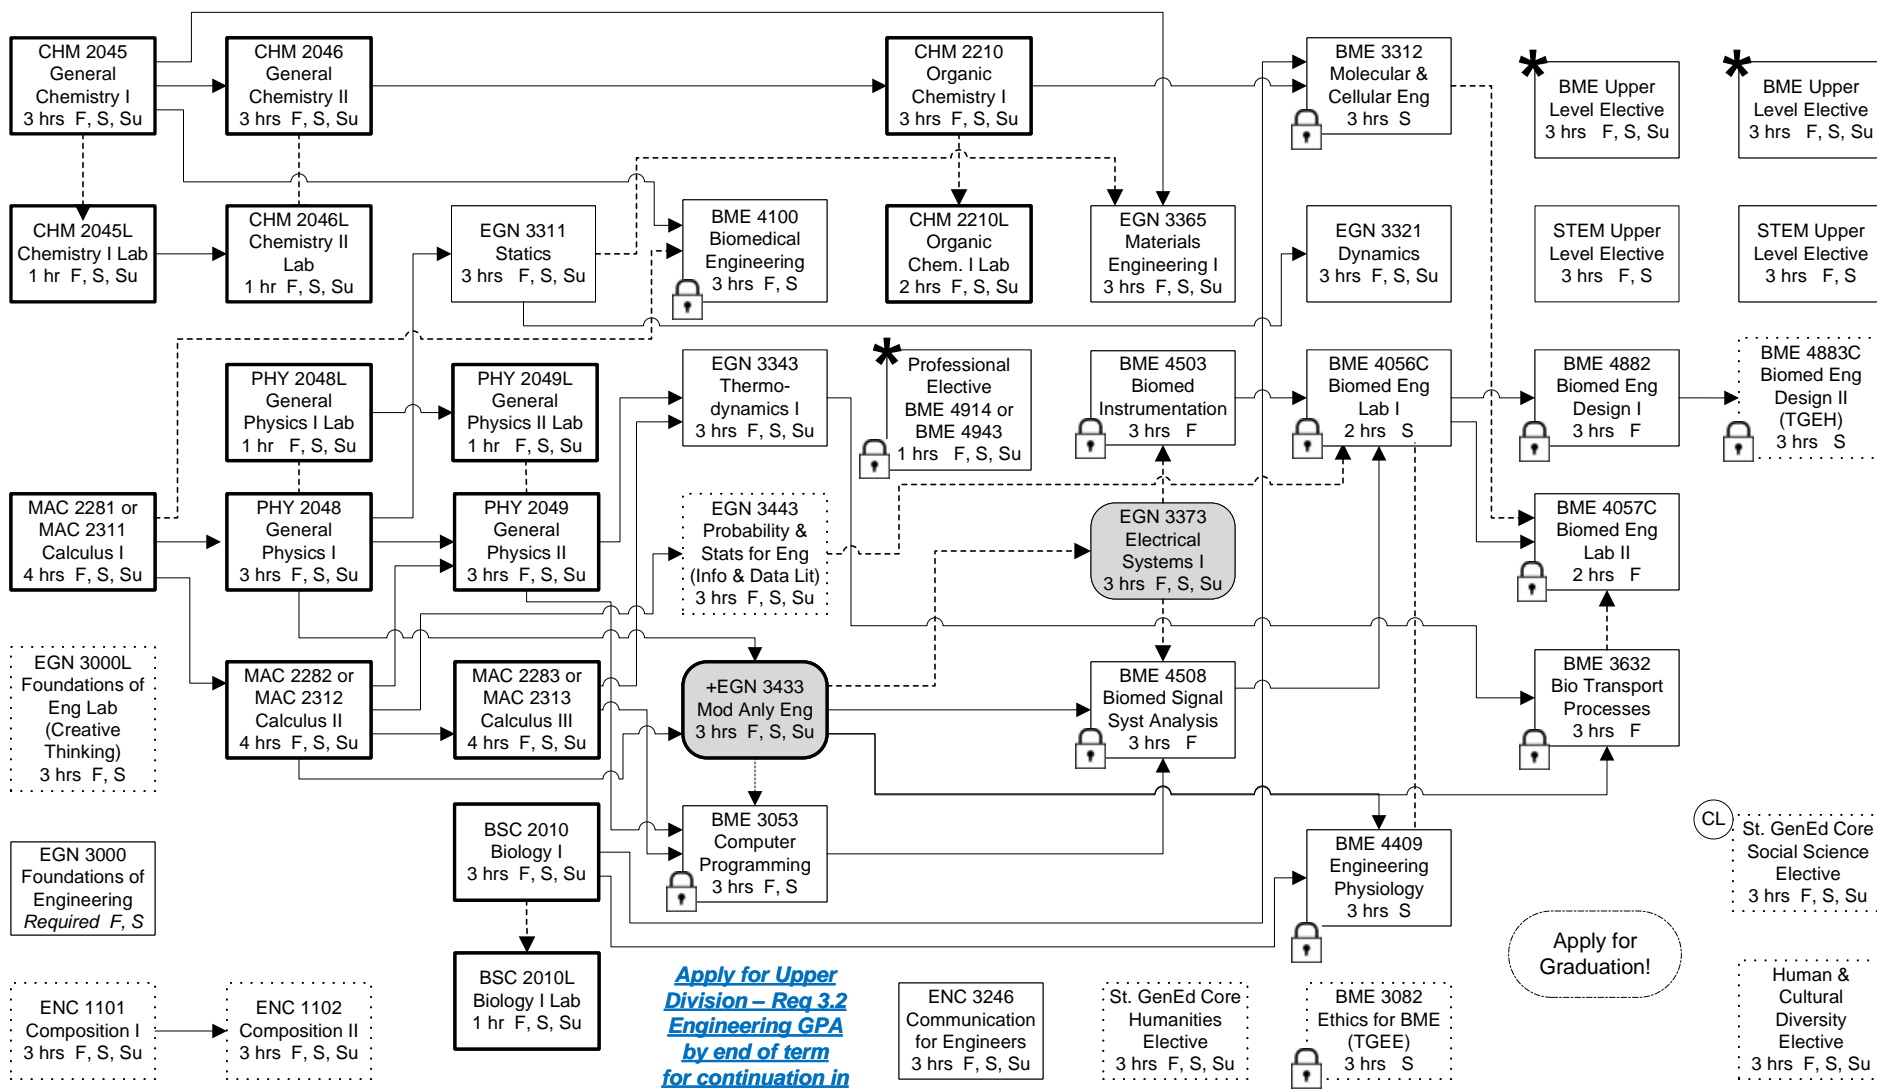 CHM 2045
General
Chemistry I
3 hrs F, S, Su
CHM 2046
General
Chemistry II
3 hrs F, S, Su
CHM 2210
Organic
Chemistry I
3 hrs F, S, Su
BME 3312
Molecular &
Cellular Eng
3 hrs S
*
BME Upper
Level Elective
3 hrs F, S, Su
*
BME Upper
Level Elective
3 hrs F, S, Su
CHM 2045L
Chemistry I Lab
1 hr F, S, Su
CHM 2046L
Chemistry II
Lab
1 hr F, S, Su
EGN 3311
Statics
3 hrs F, S, Su
BME 4100
Biomedical
Engineering
3 hrs F, S
CHM 2210L
Organic
Chem. I Lab
2 hrs F, S, Su
EGN 3365
Materials
Engineering I
3 hrs F, S, Su
EGN 3321
Dynamics
3 hrs F, S, Su
STEM Upper
Level Elective
3 hrs F, S
STEM Upper
Level Elective
3 hrs F, S
PHY 2048L
General
Physics I Lab
1 hr F, S, Su
PHY 2049L
General
Physics II Lab
1 hr F, S, Su
EGN 3343
Thermo-
dynamics I
3 hrs F, S, Su
*
Professional
Elective
BME 4914 or
BME 4943
1 hrs F, S, Su
BME 4503
Biomed
Instrumentation
3 hrs F
BME 4056C
Biomed Eng
Lab I
2 hrs S
BME 4882
Biomed Eng
Design I
3 hrs F
BME 4883C
Biomed Eng
Design II
(TGEH)
3 hrs S
MAC 2281 or
MAC 2311
Calculus I
4 hrs F, S, Su
PHY 2048
General
Physics I
3 hrs F, S, Su
PHY 2049
General
Physics II
3 hrs F, S, Su
EGN 3443
Probability &
Stats for Eng
(Info & Data Lit)
3 hrs F, S, Su
EGN 3373
Electrical
Systems I
3 hrs F, S, Su
BME 4057C
Biomed Eng
Lab II
2 hrs F
EGN 3000L
Foundations of
Eng Lab
(Creative
Thinking)
3 hrs F, S
MAC 2282 or
MAC 2312
Calculus II
4 hrs F, S, Su
MAC 2283 or
MAC 2313
Calculus III
4 hrs F, S, Su
+EGN 3433
Mod Anly Eng
3 hrs F, S, Su
BME 4508
Biomed Signal
Syst Analysis
3 hrs F
BME 3632
Bio Transport
Processes
3 hrs F
EGN 3000
Foundations of
Engineering
Required F, S
BSC 2010
Biology I
3 hrs F, S, Su
BME 3053
Computer
Programming
3 hrs F, S
BME 4409
Engineering
Physiology
3 hrs S
CL
St. GenEd Core
Social Science
Elective
3 hrs F, S, Su
ENC 1101
Composition I
3 hrs F, S, Su
ENC 1102
Composition II
3 hrs F, S, Su
BSC 2010L
Biology I Lab
1 hr F, S, Su
Apply for Upper
Division – Req 3.2
Engineering GPA
by end of term
for continuation in
ENC 3246
Communication
for Engineers
3 hrs F, S, Su
St. GenEd Core
Humanities
Elective
3 hrs F, S, Su
BME 3082
Ethics for BME
(TGEE)
3 hrs S
Apply for
Graduation!
Human &
Cultural
Diversity
Elective
3 hrs F, S, Su